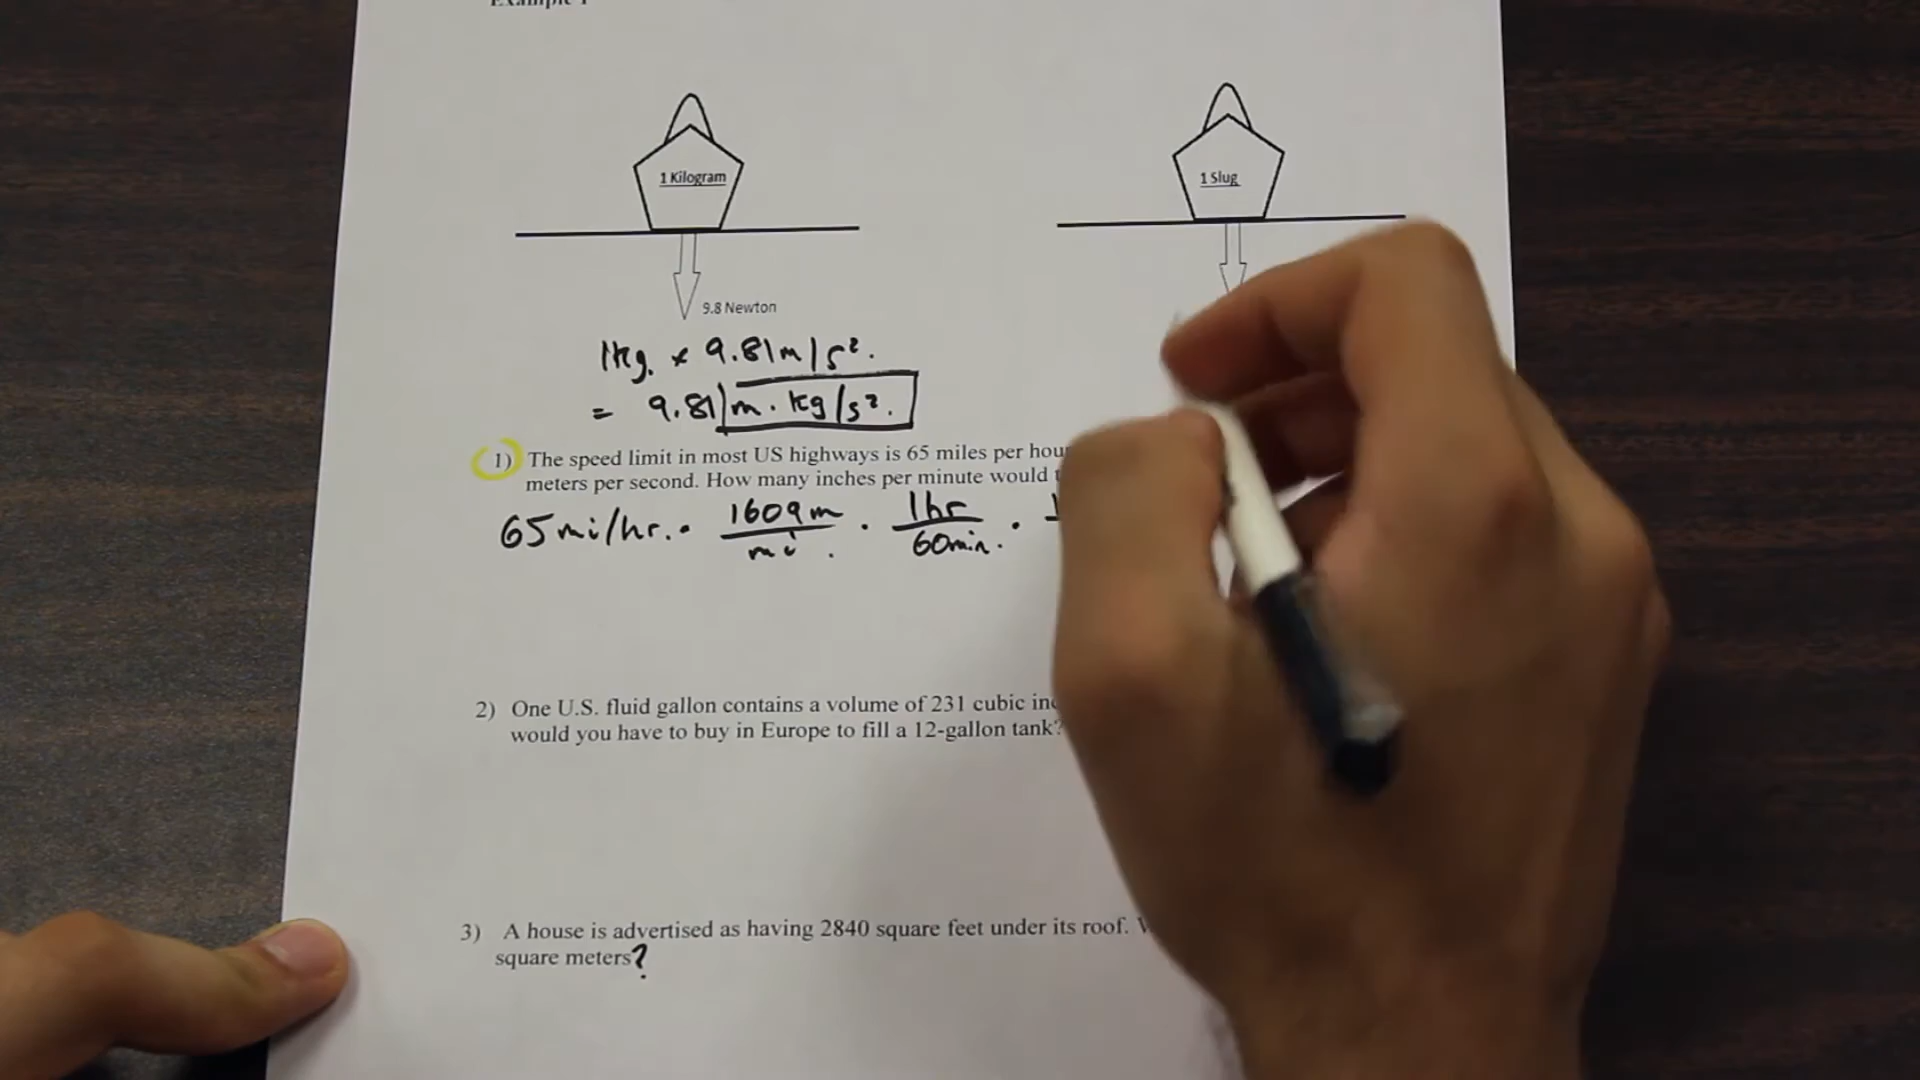 Example 1
1 Kilogram
1 Slug
9.8 Newton
1kg. x 9.81m/s².
= 9.81 m·kg/s².
1) The speed limit in most US highways is 65 miles per
meters per second. How many inches per minute would
65mi/hr. · 1609m/mi. · 1hr/60min. ·
2) One U.S. fluid gallon contains a volume of 231 cubic
would you have to buy in Europe to fill a 12-gallon tank?
3) A house is advertised as having 2840 square feet under its roof.
square meters?